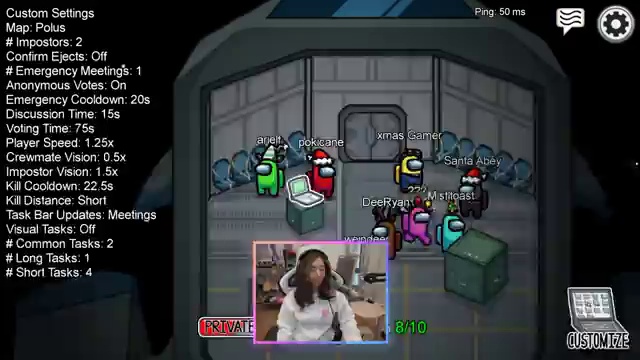 Custom Settings
Map: Polus
# Impostors: 2
Confirm Ejects: Off
# Emergency Meetings: 1
Anonymous Votes: On
Emergency Cooldown: 20s
Discussion Time: 15s
Voting Time: 75s
Player Speed: 1.25x
Crewmate Vision: 0.5x
Impostor Vision: 1.5x
Kill Cooldown: 22.5s
Kill Distance: Short
Task Bar Updates: Meetings
Visual Tasks: Off
# Common Tasks: 2
# Long Tasks: 1
# Short Tasks: 4
Ping: 50 ms
xmas Gamer
arielf
pokicane
Santa Abey
???
Mistitoast
DeeRyan
weindeer
PRIVATE
8/10
CUSTOMIZE